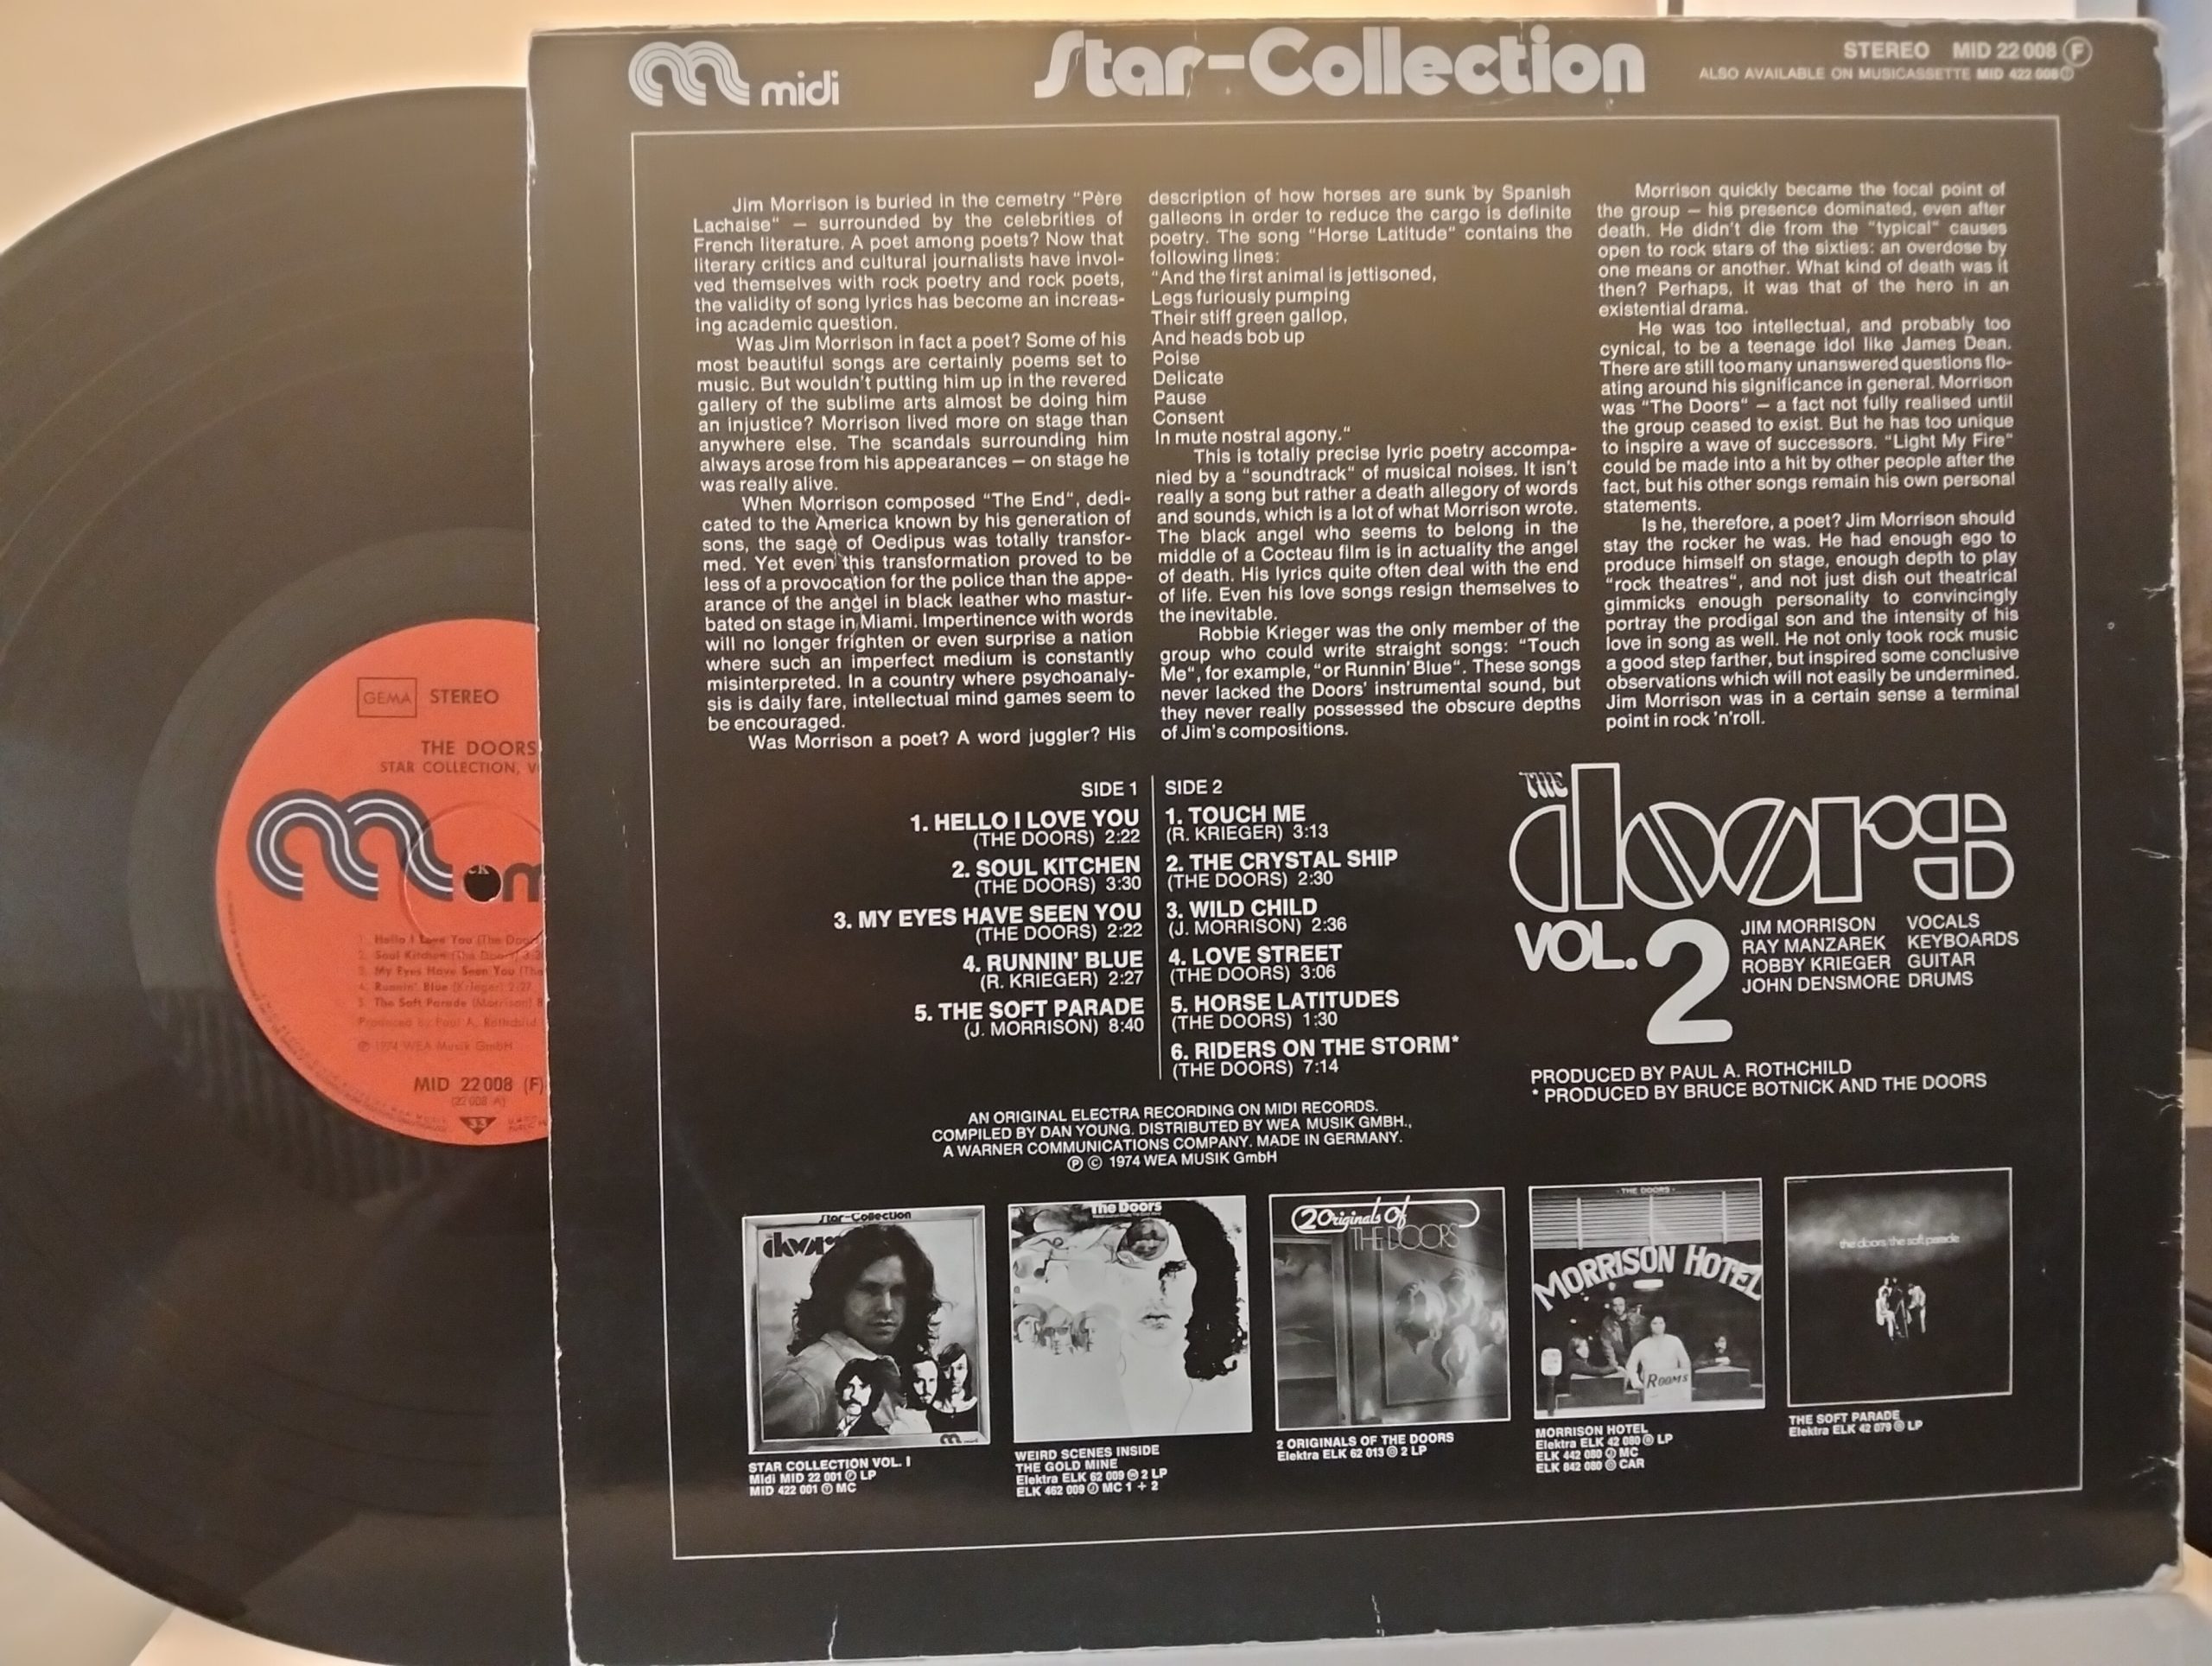 midi
Star-Collection
STEREO MID 22 008 F
ALSO AVAILABLE ON MUSICASSETTE MID 422 008
Jim Morrison is buried in the cemetry "Père
Lachaise" — surrounded by the celebrities of
French literature. A poet among poets? Now that
literary critics and cultural journalists have invol-
ved themselves with rock poetry and rock poets,
the validity of song lyrics has become an increas-
ing academic question.
Was Jim Morrison in fact a poet? Some of his
most beautiful songs are certainly poems set to
music. But wouldn't putting him up in the revered
gallery of the sublime arts almost be doing him
an injustice? Morrison lived more on stage than
anywhere else. The scandals surrounding him
always arose from his appearances — on stage he
was really alive.
When Morrison composed "The End", dedi-
cated to the America known by his generation of
sons, the sage of Oedipus was totally transfor-
med. Yet even this transformation proved to be
less of a provocation for the police than the appe-
arance of the angel in black leather who mastur-
bated on stage in Miami. Impertinence with words
will no longer frighten or even surprise a nation
where such an imperfect medium is constantly
misinterpreted. In a country where psychoanaly-
sis is daily fare, intellectual mind games seem to
be encouraged.
Was Morrison a poet? A word juggler? His
description of how horses are sunk by Spanish
galleons in order to reduce the cargo is definite
poetry. The song "Horse Latitude" contains the
following lines:
"And the first animal is jettisoned,
Legs furiously pumping
Their stiff green gallop,
And heads bob up
Poise
Delicate
Pause
Consent
In mute nostral agony."
This is totally precise lyric poetry accompa-
nied by a "soundtrack" of musical noises. It isn't
really a song but rather a death allegory of words
and sounds, which is a lot of what Morrison wrote.
The black angel who seems to belong in the
middle of a Cocteau film is in actuality the angel
of death. His lyrics quite often deal with the end
of life. Even his love songs resign themselves to
the inevitable.
Robbie Krieger was the only member of the
group who could write straight songs: "Touch
Me", for example, "or Runnin' Blue". These songs
never lacked the Doors' instrumental sound, but
they never really possessed the obscure depths
of Jim's compositions.
Morrison quickly became the focal point of
the group — his presence dominated, even after
death. He didn't die from the "typical" causes
open to rock stars of the sixties: an overdose by
one means or another. What kind of death was it
then? Perhaps, it was that of the hero in an
existential drama.
He was too intellectual, and probably too
cynical, to be a teenage idol like James Dean.
There are still too many unanswered questions flo-
ating around his significance in general. Morrison
was "The Doors" — a fact not fully realised until
the group ceased to exist. But he has too unique
to inspire a wave of successors. "Light My Fire"
could be made into a hit by other people after the
fact, but his other songs remain his own personal
statements.
Is he, therefore, a poet? Jim Morrison should
stay the rocker he was. He had enough ego to
produce himself on stage, enough depth to play
"rock theatres", and not just dish out theatrical
gimmicks enough personality to convincingly
portray the prodigal son and the intensity of his
love in song as well. He not only took rock music
a good step farther, but inspired some conclusive
observations which will not easily be undermined.
Jim Morrison was in a certain sense a terminal
point in rock 'n'roll.
SIDE 1
1. HELLO I LOVE YOU
(THE DOORS) 2:22
2. SOUL KITCHEN
(THE DOORS) 3:30
3. MY EYES HAVE SEEN YOU
(THE DOORS) 2:22
4. RUNNIN' BLUE
(R. KRIEGER) 2:27
5. THE SOFT PARADE
(J. MORRISON) 8:40
SIDE 2
1. TOUCH ME
(R. KRIEGER) 3:13
2. THE CRYSTAL SHIP
(THE DOORS) 2:30
3. WILD CHILD
(J. MORRISON) 2:36
4. LOVE STREET
(THE DOORS) 3:06
5. HORSE LATITUDES
(THE DOORS) 1:30
6. RIDERS ON THE STORM*
(THE DOORS) 7:14
THE
doors
VOL. 2
JIM MORRISON VOCALS
RAY MANZAREK KEYBOARDS
ROBBY KRIEGER GUITAR
JOHN DENSMORE DRUMS
PRODUCED BY PAUL A. ROTHCHILD
* PRODUCED BY BRUCE BOTNICK AND THE DOORS
AN ORIGINAL ELECTRA RECORDING ON MIDI RECORDS.
COMPILED BY DAN YOUNG. DISTRIBUTED BY WEA MUSIK GMBH.,
A WARNER COMMUNICATIONS COMPANY. MADE IN GERMANY.
℗ © 1974 WEA MUSIK GmbH
Star-Collection
doors
STAR COLLECTION VOL. I
Midi MID 22 001 LP
MID 422 001 MC
The Doors
WEIRD SCENES INSIDE
THE GOLD MINE
Elektra ELK 62 009 2 LP
ELK 462 009 MC 1 + 2
2 Originals Of
THE DOORS
2 ORIGINALS OF THE DOORS
Elektra ELK 62 013 2 LP
THE DOORS
MORRISON HOTEL
ROOMS
MORRISON HOTEL
Elektra ELK 42 080 LP
ELK 442 080 MC
ELK 842 080 CAR
the doors/the soft parade
THE SOFT PARADE
Elektra ELK 42 079 LP
GEMA STEREO
THE DOORS
STAR COLLECTION, V
1. Hello I Love You (The Doo
2. Soul Kitchen (The Doors) 3:
3. My Eyes Have Seen You (The
4. Runnin' Blue (Krieger) 2:27
5. The Soft Parade (Morrison) 8
Produced by Paul A. Rothchild
℗ 1974 WEA Musik GmbH
MID 22 008 (F)
(22 008 A)
33